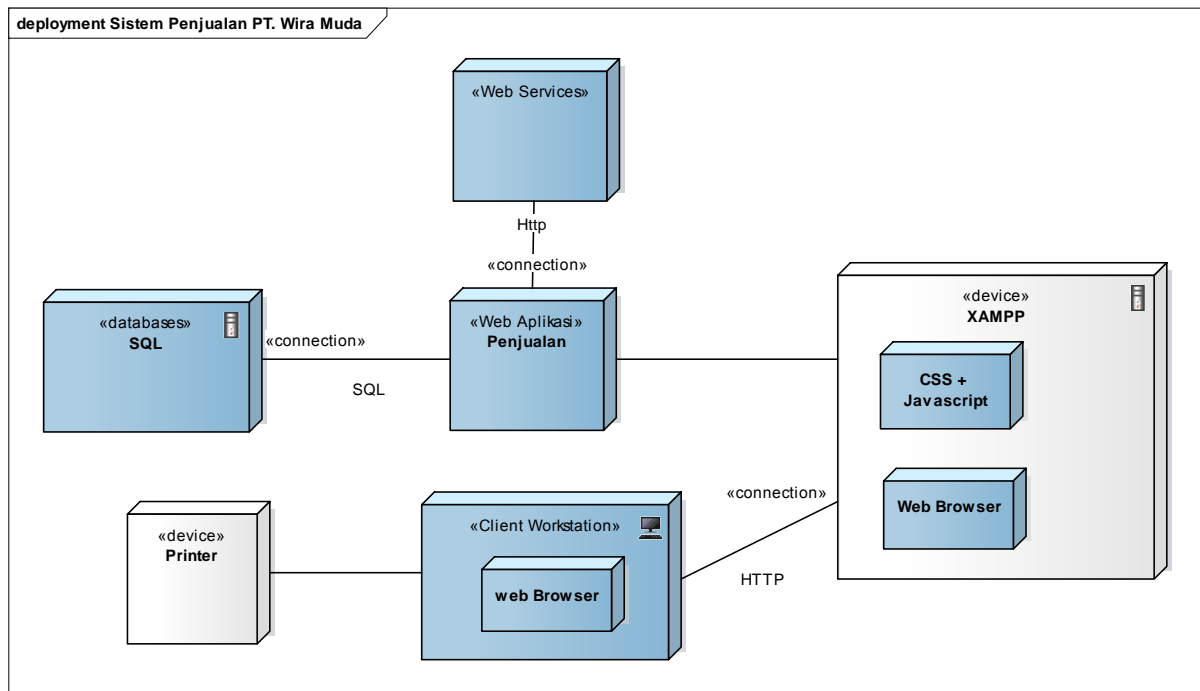 deployment Sistem Penjualan PT. Wira Muda
«Web Services»
Http
«connection»
«databases»
SQL
«connection»
SQL
«Web Aplikasi»
Penjualan
«device»
XAMPP
CSS +
Javascript
Web Browser
«connection»
HTTP
«Client Workstation»
web Browser
«device»
Printer